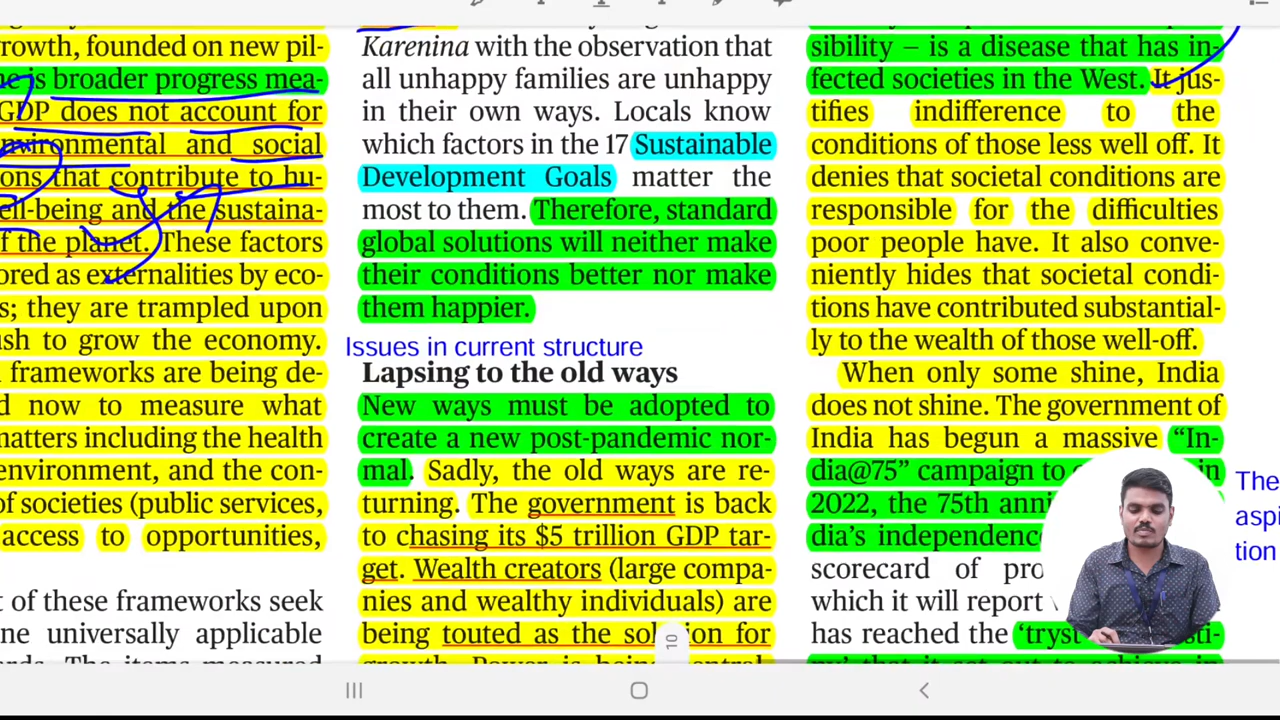 rowth, founded on new pil-
e is broader progress mea-
GDP does not account for
nvironmental and social
ons that contribute to hu-
ell-being and the sustaina-
f the planet. These factors
ored as externalities by eco-
s; they are trampled upon
sh to grow the economy.
frameworks are being de-
d now to measure what
matters including the health
environment, and the con-
of societies (public services,
access to opportunities,
t of these frameworks seek
ne universally applicable
Karenina with the observation that
all unhappy families are unhappy
in their own ways. Locals know
which factors in the 17 Sustainable
Development Goals matter the
most to them. Therefore, standard
global solutions will neither make
their conditions better nor make
them happier.
Issues in current structure
Lapsing to the old ways
New ways must be adopted to
create a new post-pandemic nor-
mal. Sadly, the old ways are re-
turning. The government is back
to chasing its $5 trillion GDP tar-
get. Wealth creators (large compa-
nies and wealthy individuals) are
being touted as the solution for
10
sibility – is a disease that has in-
fected societies in the West. It jus-
tifies indifference to the
conditions of those less well off. It
denies that societal conditions are
responsible for the difficulties
poor people have. It also conve-
niently hides that societal condi-
tions have contributed substantial-
ly to the wealth of those well-off.
When only some shine, India
does not shine. The government of
India has begun a massive “In-
dia@75” campaign to in
2022, the 75th anni
dia’s independence
scorecard of pro
which it will report
has reached the ‘tryst sti-
The
aspi
tion